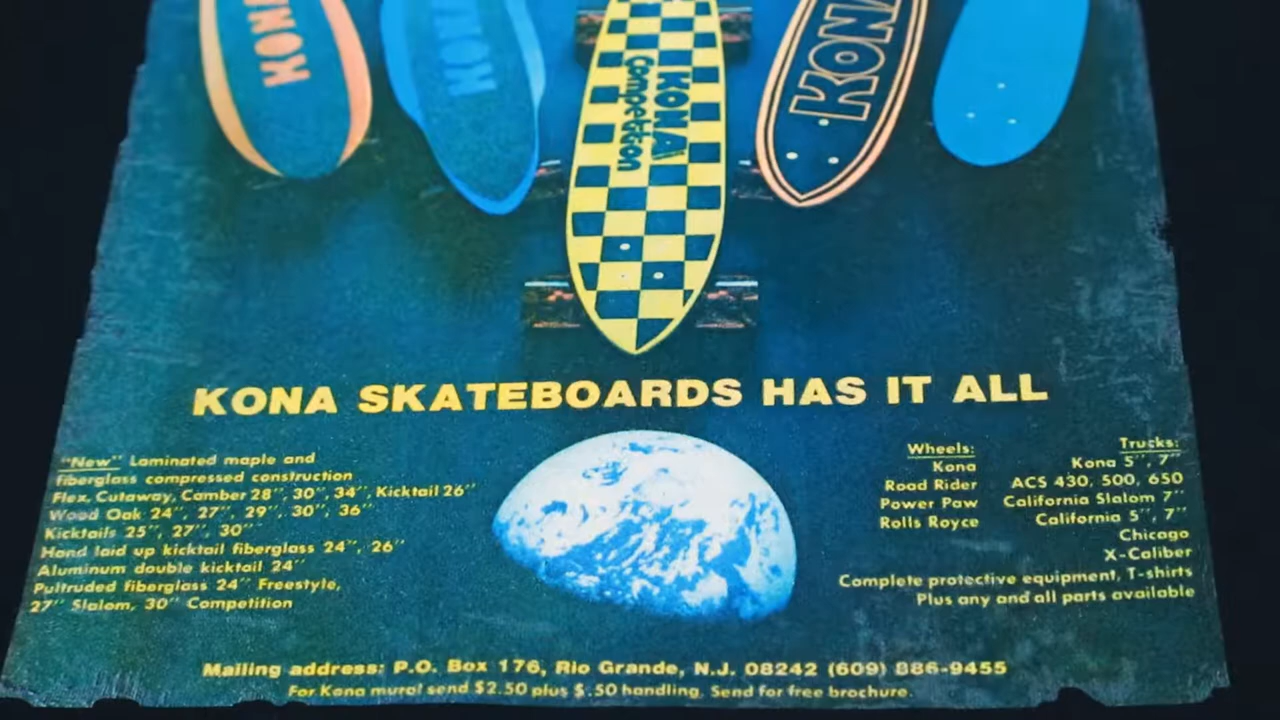 KONA
KONA
KONA
Competition
KONA
KONA SKATEBOARDS HAS IT ALL
"New" Laminated maple and
fiberglass compressed construction
Flex, Cutaway, Camber 28", 30", 34", Kicktail 26"
Wood Oak 24", 27", 29", 30", 36"
Kicktails 25", 27", 30"
Hand laid up kicktail fiberglass 24", 26"
Aluminum double kicktail 24"
Pultruded fiberglass 24" Freestyle,
27" Slalom, 30" Competition
Wheels:
Kona
Road Rider
Power Paw
Rolls Royce
Trucks:
Kona 5", 7"
ACS 430, 500, 650
California Slalom 7"
California 5", 7"
Chicago
X-Caliber
Complete protective equipment, T-shirts
Plus any and all parts available
Mailing address: P.O. Box 176, Rio Grande, N.J. 08242 (609) 886-9455
For Kona mural send $2.50 plus $.50 handling. Send for free brochure.